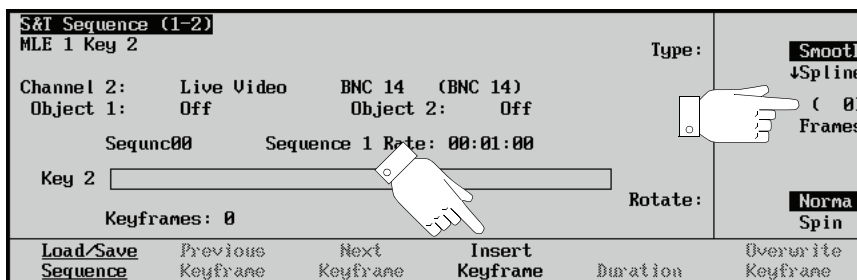 S&T Sequence (1-2)
MLE 1 Key 2
Type: Smooth
↓Spline
Channel 2: Live Video BNC 14 (BNC 14)
Object 1: Off Object 2: Off
( 0)
Frames
Sequnc00 Sequence 1 Rate: 00:01:00
Key 2
Rotate: Norma
Spin
Keyframes: 0
Load/Save Previous Next Insert Overwrite
Sequence Keyframe Keyframe Keyframe Duration Keyframe